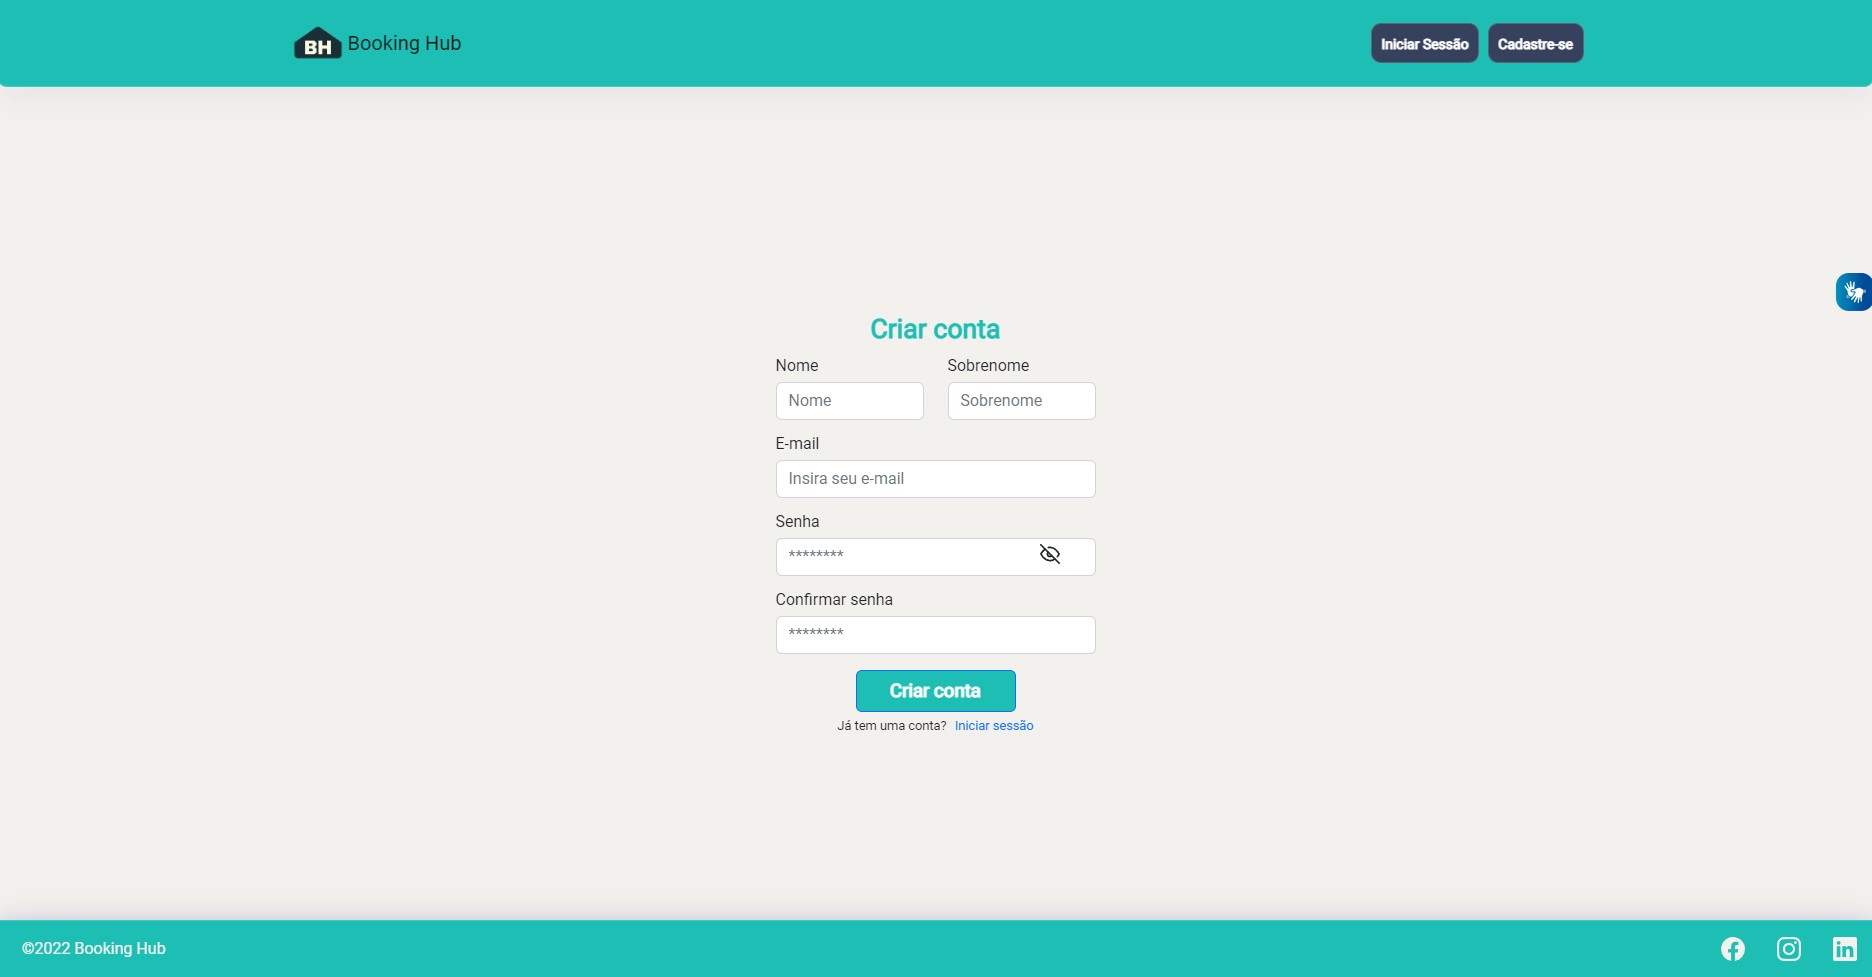 BH Booking Hub
Iniciar Sessão
Cadastre-se
Criar conta
Nome
Sobrenome
Nome
Sobrenome
E-mail
Insira seu e-mail
Senha
********
Confirmar senha
********
Criar conta
Já tem uma conta? Iniciar sessão
©2022 Booking Hub